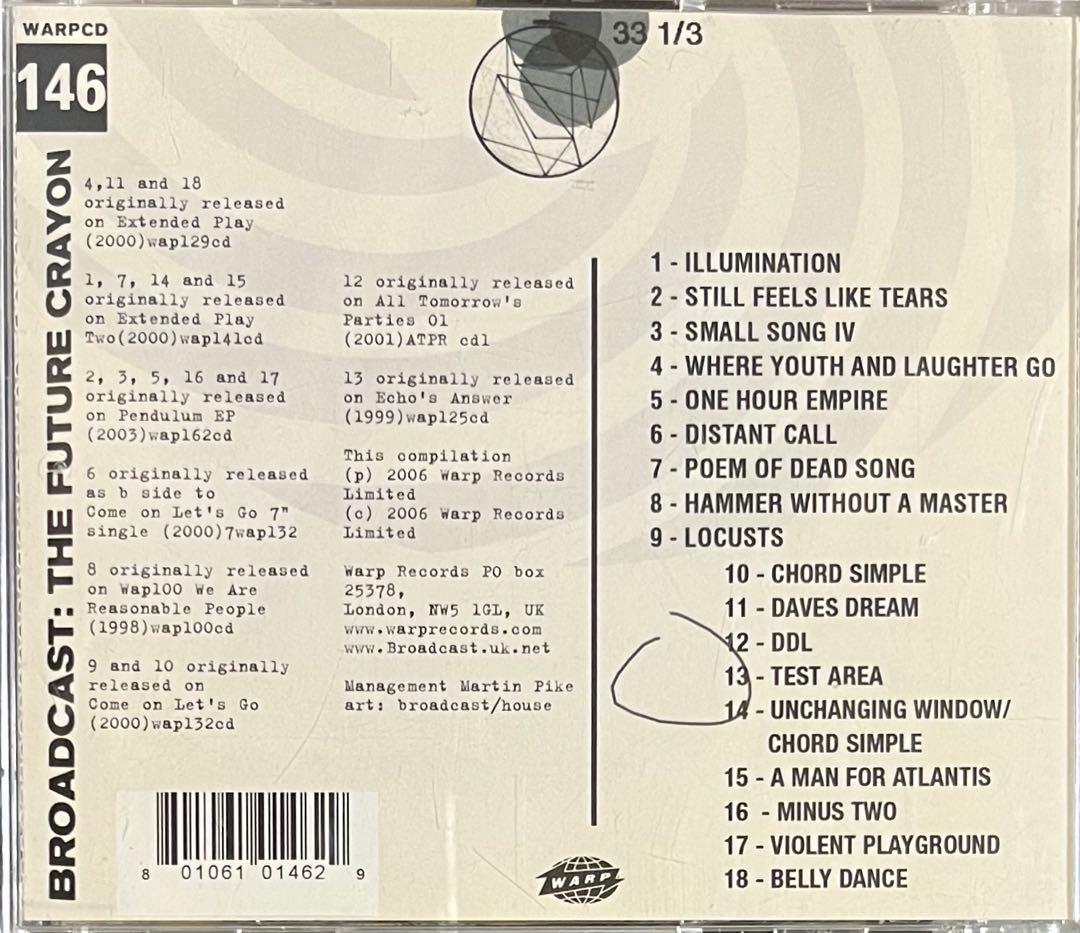 WARPCD
146
33 1/3
BROADCAST: THE FUTURE CRAYON
4,11 and 18
originally released
on Extended Play
(2000)wap129cd
1, 7, 14 and 15
originally released
on Extended Play
Two(2000)wap141cd
2, 3, 5, 16 and 17
originally released
on Pendulum EP
(2003)wap162cd
6 originally released
as b side to
Come on Let's Go 7"
single (2000)7wap132
8 originally released
on Wap100 We Are
Reasonable People
(1998)wap100cd
9 and 10 originally
released on
Come on Let's Go
(2000)wap132cd
12 originally released
on All Tomorrow's
Parties 01
(2001)ATPR cd1
13 originally released
on Echo's Answer
(1999)wap125cd
This compilation
(p) 2006 Warp Records
Limited
(c) 2006 Warp Records
Limited
Warp Records PO box
25378,
London, NW5 1GL, UK
www.warprecords.com
www.Broadcast.uk.net
Management Martin Pike
art: broadcast/house
1 - ILLUMINATION
2 - STILL FEELS LIKE TEARS
3 - SMALL SONG IV
4 - WHERE YOUTH AND LAUGHTER GO
5 - ONE HOUR EMPIRE
6 - DISTANT CALL
7 - POEM OF DEAD SONG
8 - HAMMER WITHOUT A MASTER
9 - LOCUSTS
10 - CHORD SIMPLE
11 - DAVES DREAM
12 - DDL
13 - TEST AREA
14 - UNCHANGING WINDOW/
CHORD SIMPLE
15 - A MAN FOR ATLANTIS
16 - MINUS TWO
17 - VIOLENT PLAYGROUND
18 - BELLY DANCE
8 01061 01462 9
WARP